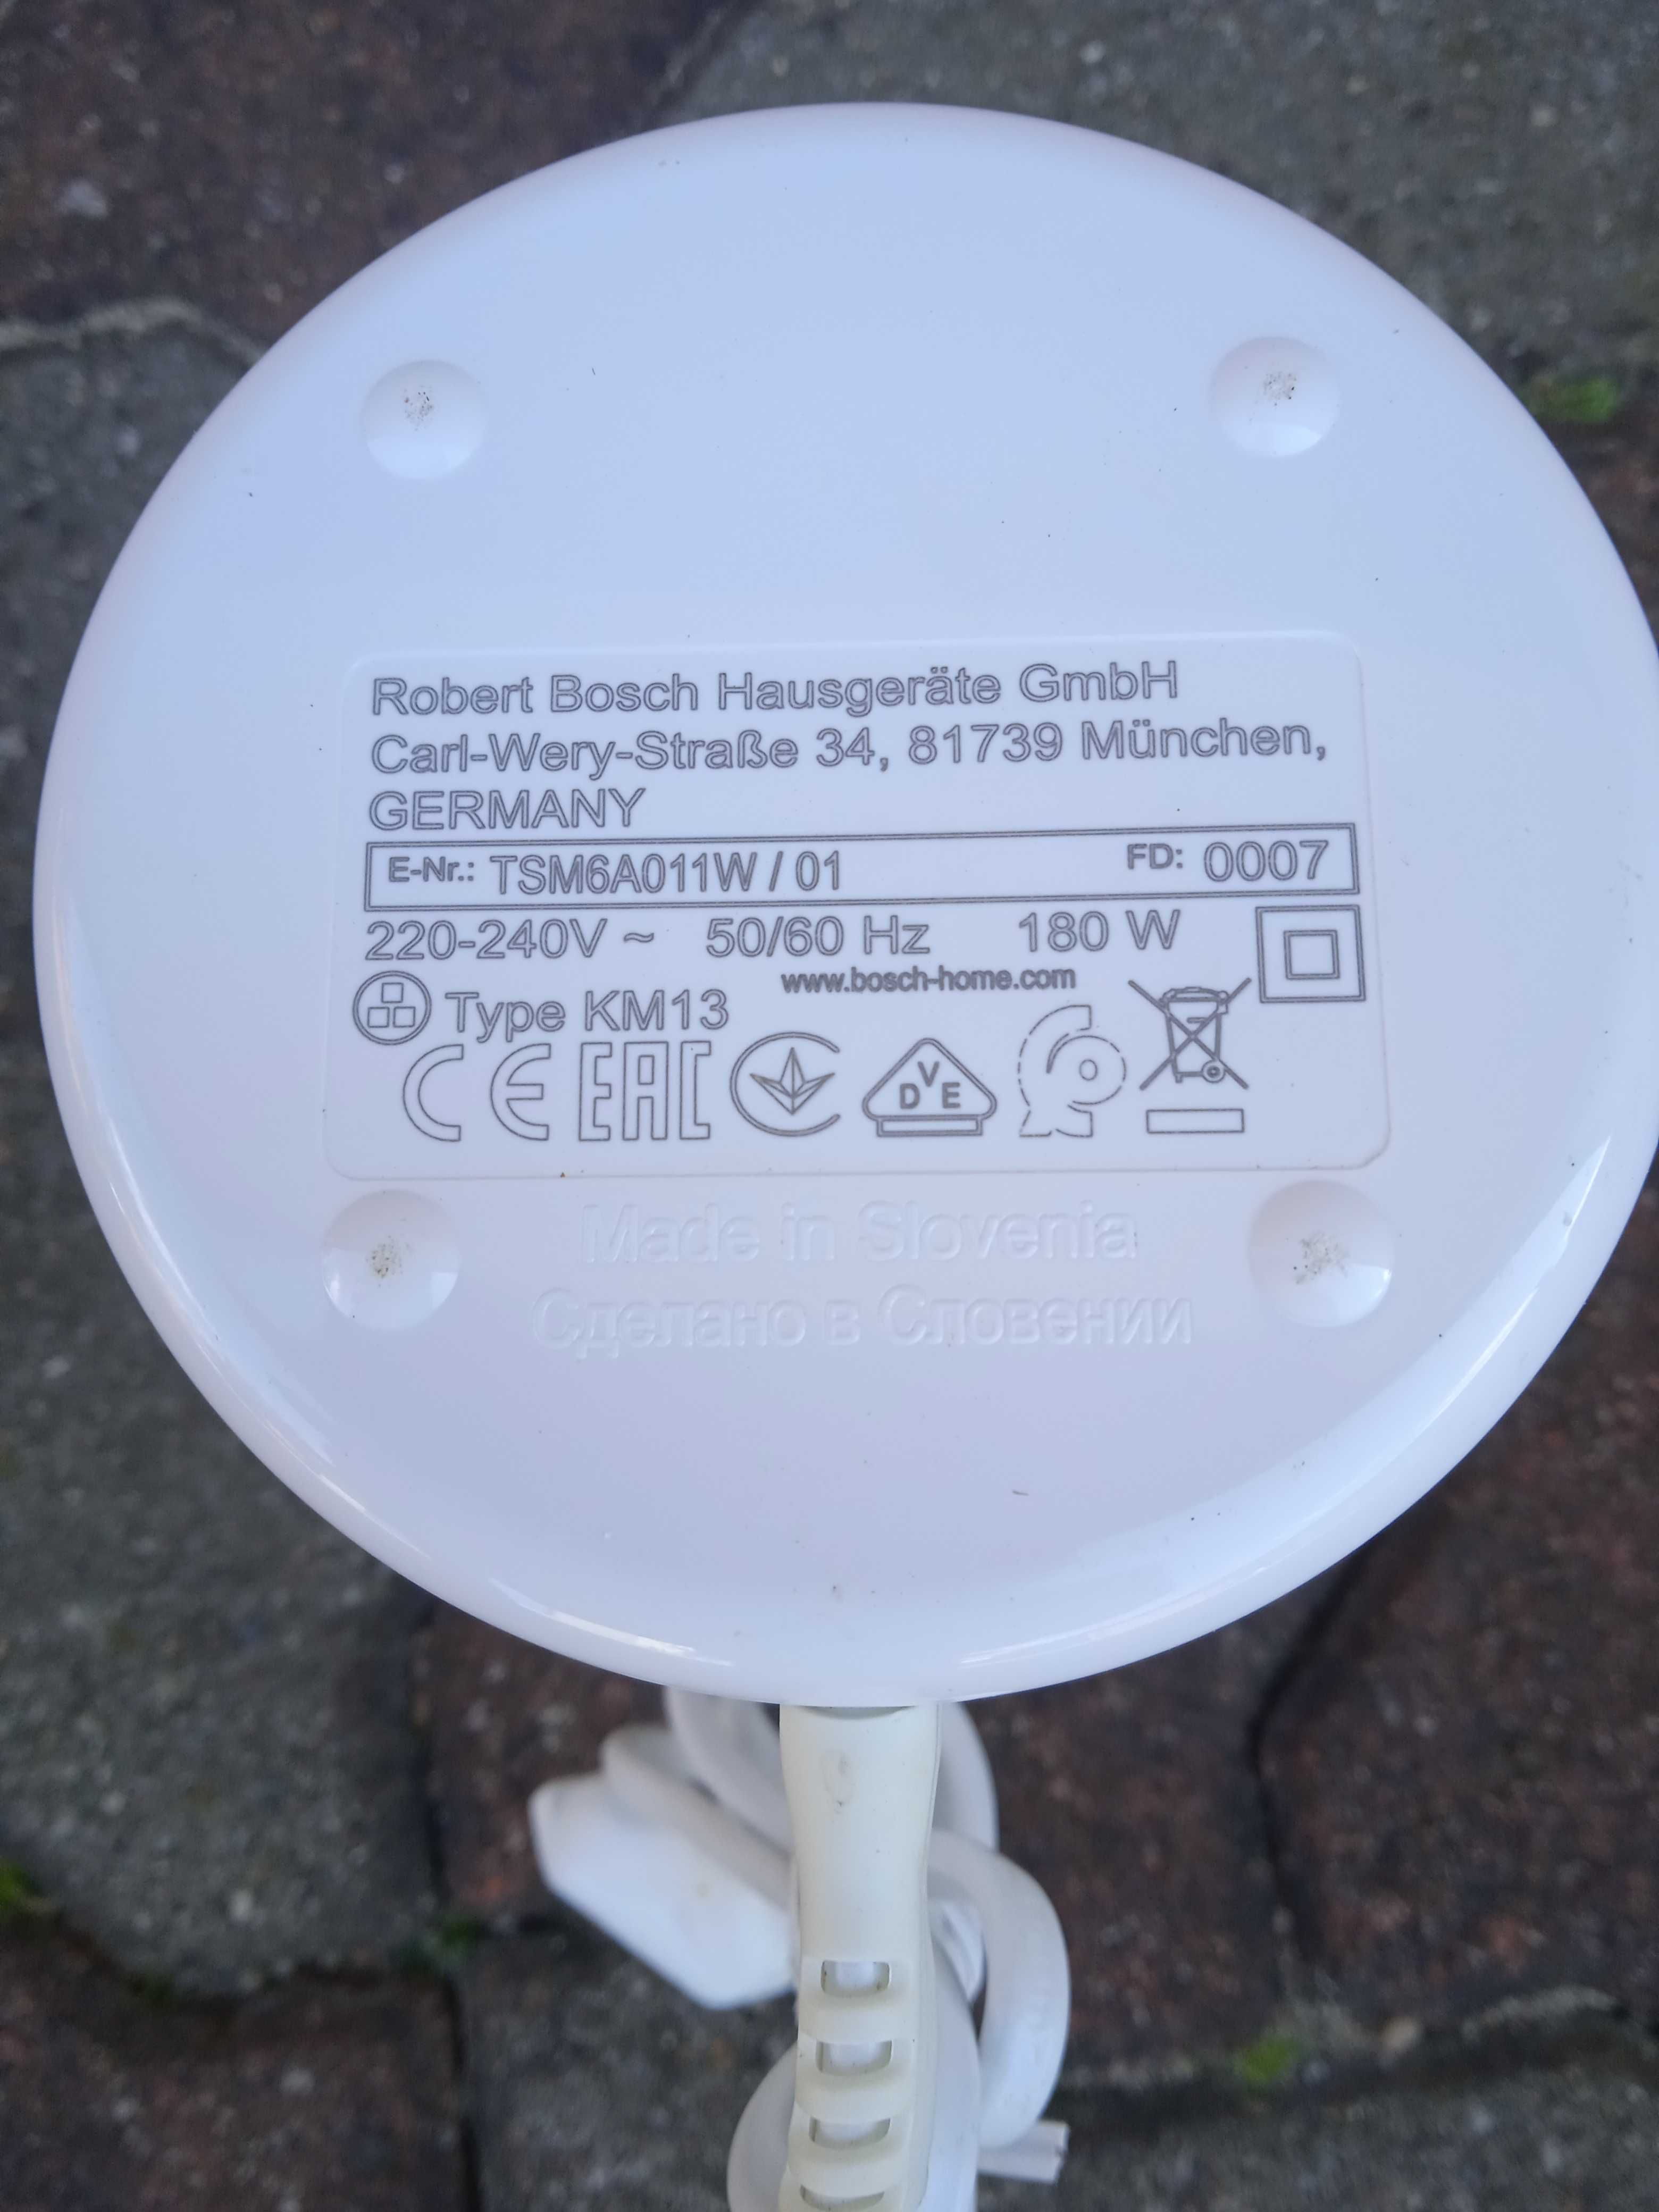 Robert Bosch Hausgeräte GmbH
Carl-Wery-Straße 34, 81739 München,
GERMANY
E-Nr.: TSM6A011W / 01 FD: 0007
220-240V ~ 50/60 Hz 180 W
www.bosch-home.com
Type KM13
CE EAC DVE
Made in Slovenia
Сделано в Словении